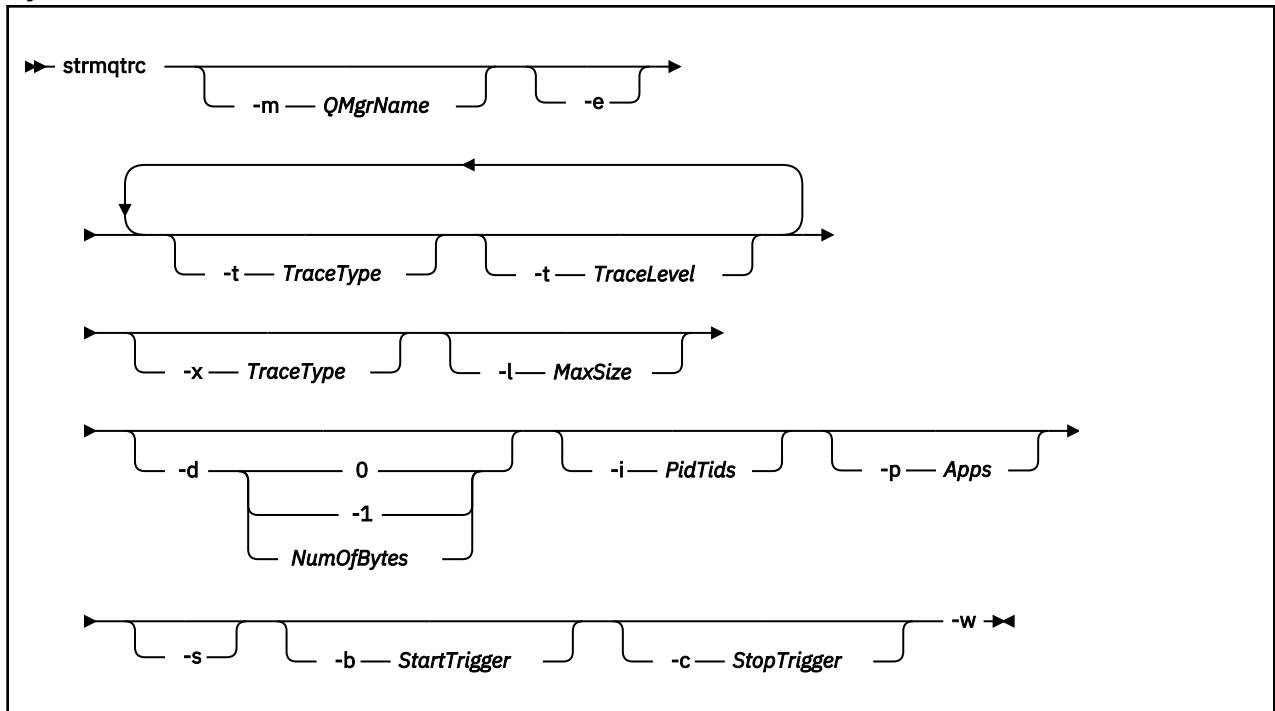 strmqtrc
-m QMgrName -e
-t TraceType -t TraceLevel
-x TraceType -l MaxSize
-d 0 -i PidTids -p Apps
-1
NumOfBytes
-w
-s -b StartTrigger -c StopTrigger